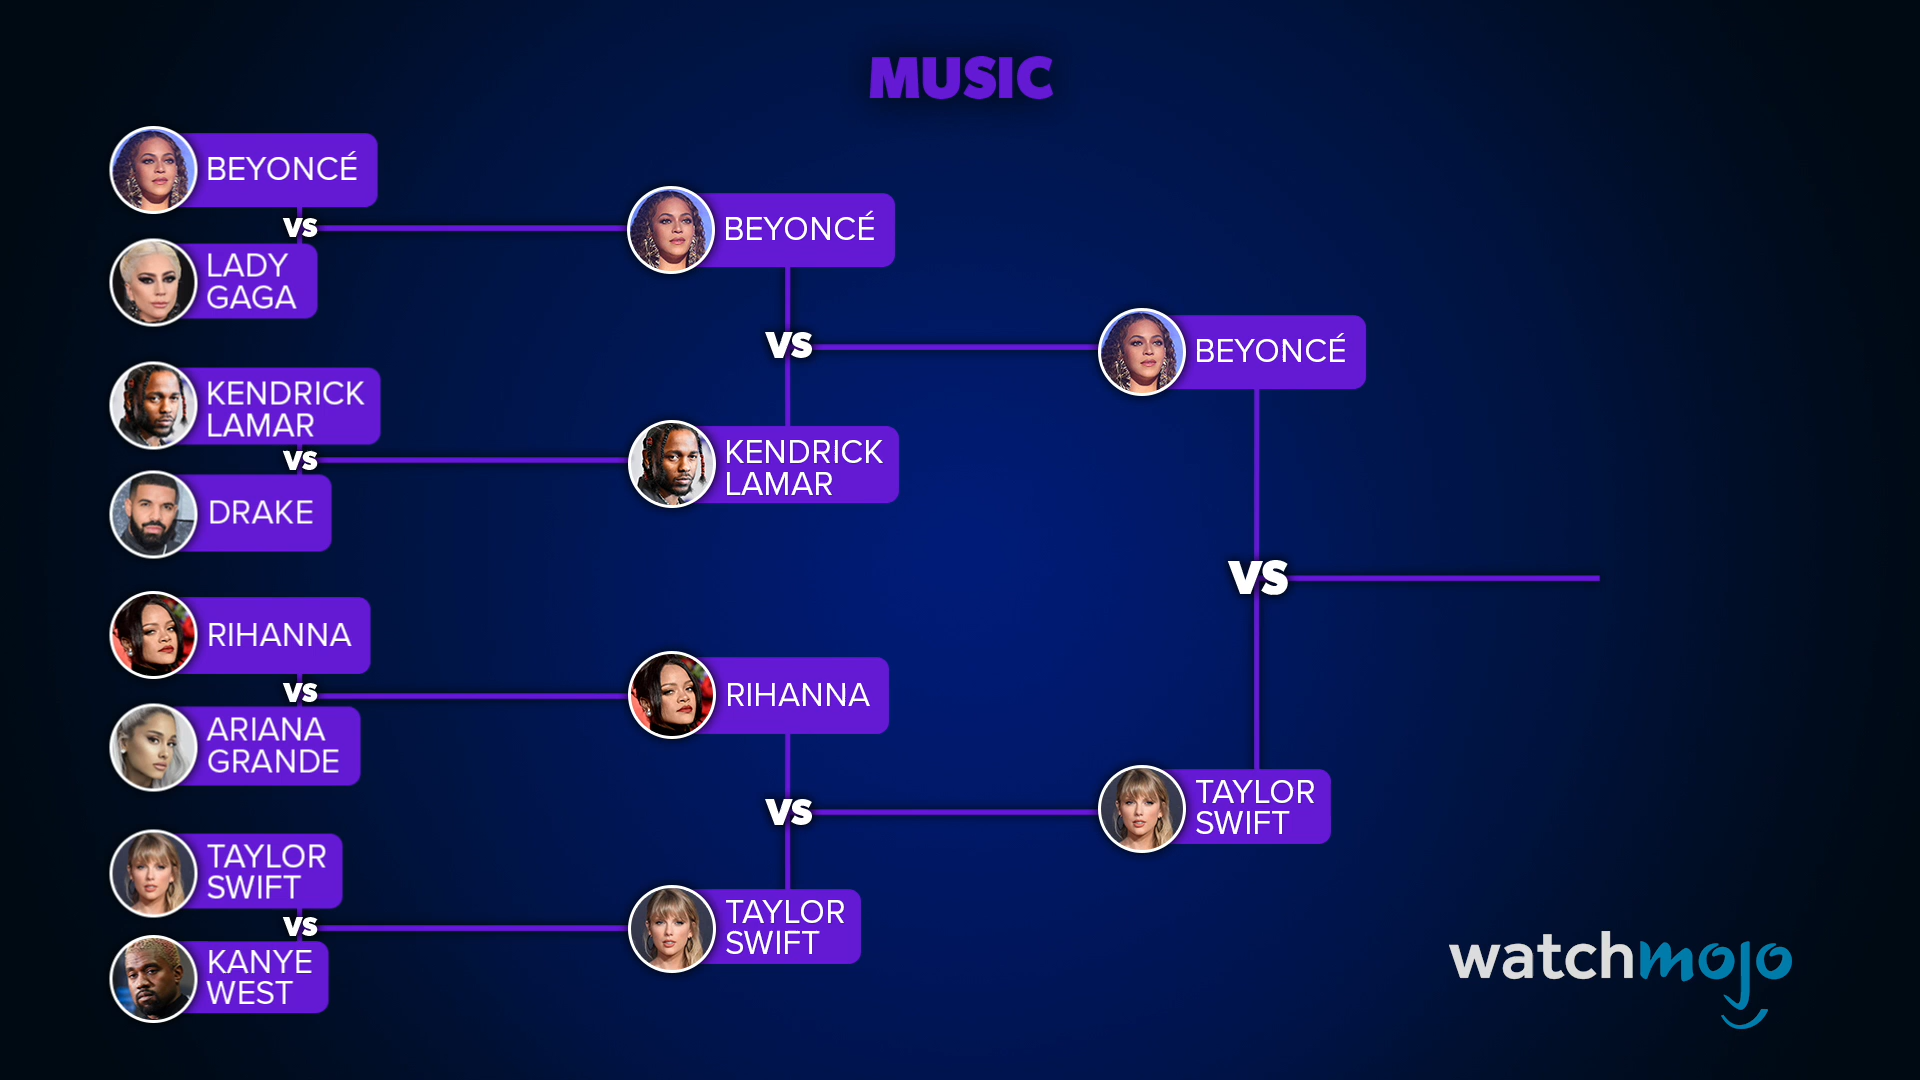 MUSIC
BEYONCÉ
VS
LADY
GAGA
KENDRICK
LAMAR
VS
DRAKE
RIHANNA
VS
ARIANA
GRANDE
TAYLOR
SWIFT
VS
KANYE
WEST
BEYONCÉ
VS
KENDRICK
LAMAR
RIHANNA
VS
TAYLOR
SWIFT
BEYONCÉ
VS
TAYLOR
SWIFT
watchmojo